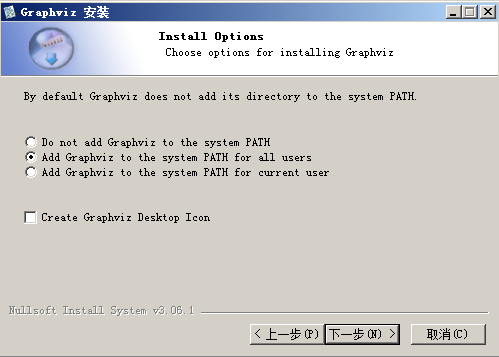 Graphviz 安装
Install Options
Choose options for installing Graphviz
By default Graphviz does not add its directory to the system PATH.
Do not add Graphviz to the system PATH
Add Graphviz to the system PATH for all users
Add Graphviz to the system PATH for current user
Create Graphviz Desktop Icon
Nullsoft Install System v3.06.1
< 上一步(P) 下一步(N) > 取消(C)